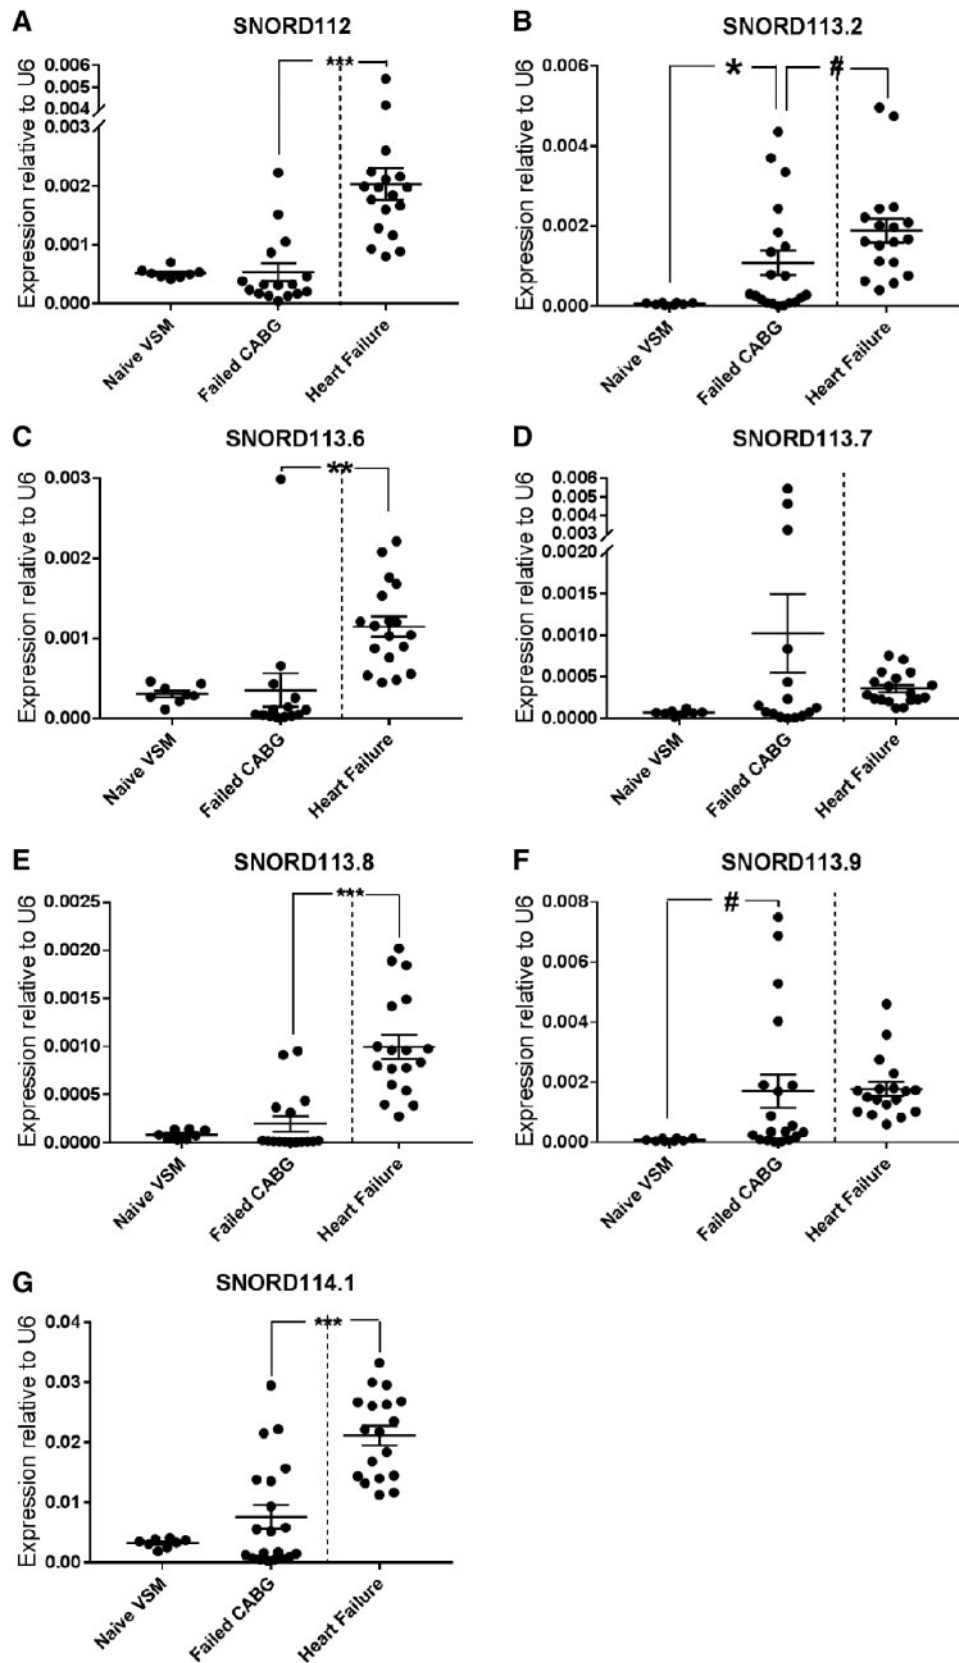 A
SNORD112
Expression relative to U6
0.006
0.005
0.004
0.003
0.002
0.001
0.000
***
Naive VSM
Failed CABG
Heart Failure
B
SNORD113.2
Expression relative to U6
0.006
0.004
0.002
0.000
*
#
Naive VSM
Failed CABG
Heart Failure
C
SNORD113.6
Expression relative to U6
0.003
0.002
0.001
0.000
**
Naive VSM
Failed CABG
Heart Failure
D
SNORD113.7
Expression relative to U6
0.006
0.005
0.004
0.003
0.0020
0.0015
0.0010
0.0005
0.0000
Naive VSM
Failed CABG
Heart Failure
E
SNORD113.8
Expression relative to U6
0.0025
0.0020
0.0015
0.0010
0.0005
0.0000
***
Naive VSM
Failed CABG
Heart Failure
F
SNORD113.9
Expression relative to U6
0.008
0.006
0.004
0.002
0.000
#
Naive VSM
Failed CABG
Heart Failure
G
SNORD114.1
Expression relative to U6
0.04
0.03
0.02
0.01
0.00
***
Naive VSM
Failed CABG
Heart Failure